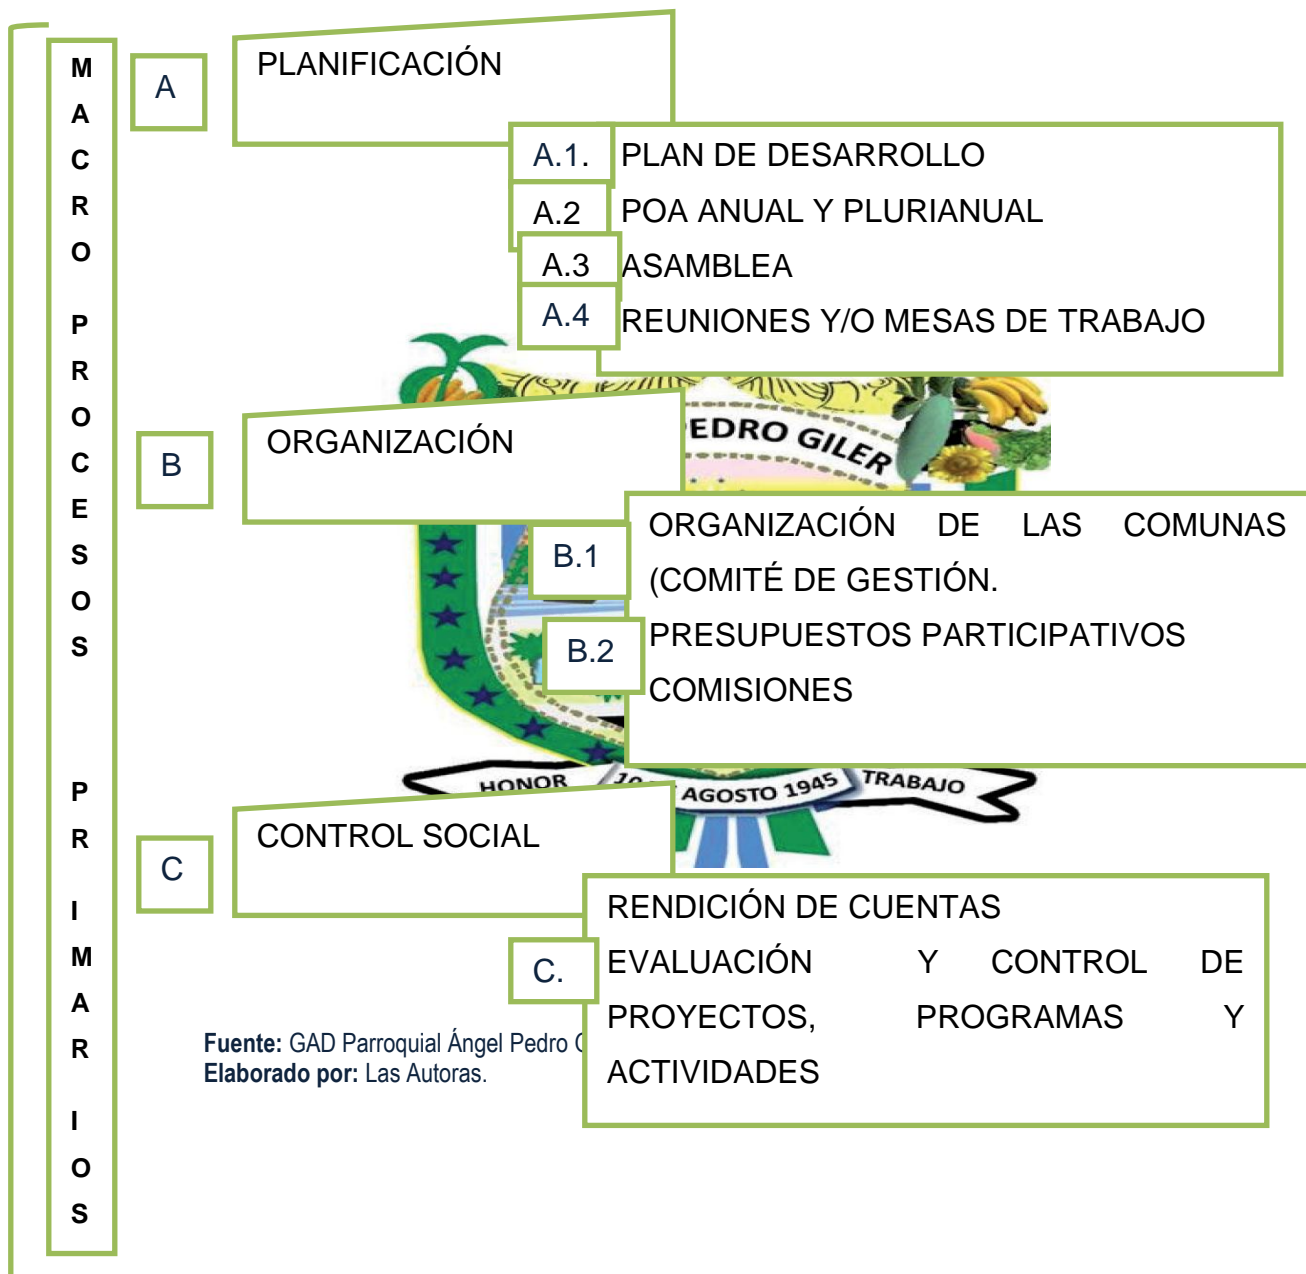 MACRO PROCESOS PRIMARIOS
A
PLANIFICACIÓN
A.1. PLAN DE DESARROLLO
A.2 POA ANUAL Y PLURIANUAL
A.3 ASAMBLEA
A.4 REUNIONES Y/O MESAS DE TRABAJO
PEDRO GILER
B
ORGANIZACIÓN
B.1
ORGANIZACIÓN DE LAS COMUNAS
(COMITÉ DE GESTIÓN.
B.2
PRESUPUESTOS PARTICIPATIVOS
COMISIONES
HONOR
AGOSTO 1945
TRABAJO
C
CONTROL SOCIAL
RENDICIÓN DE CUENTAS
C.
EVALUACIÓN Y CONTROL DE
PROYECTOS, PROGRAMAS Y
ACTIVIDADES
Fuente: GAD Parroquial Ángel Pedro
Elaborado por: Las Autoras.